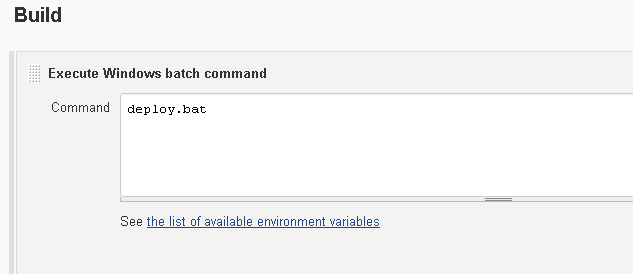 Build
Execute Windows batch command
Command
deploy.bat
See the list of available environment variables